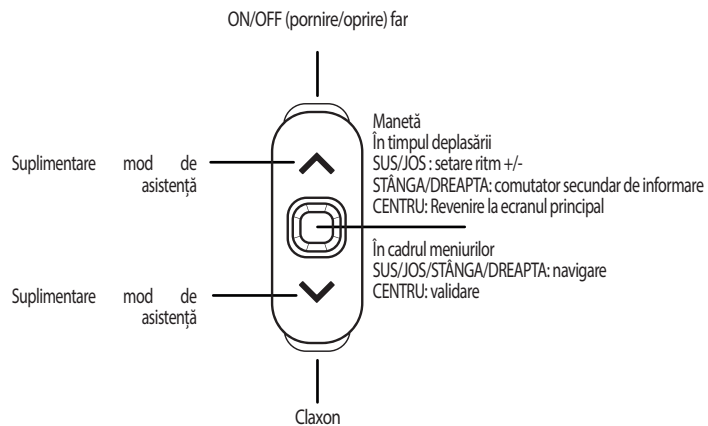 ON/OFF (pornire/oprire) far
Manetă
În timpul deplasării
SUS/JOS : setare ritm +/-
STÂNGA/DREAPTA: comutator secundar de informare
CENTRU: Revenire la ecranul principal
Suplimentare mod de
asistență
În cadrul meniurilor
SUS/JOS/STÂNGA/DREAPTA: navigare
CENTRU: validare
Suplimentare mod de
asistență
Claxon